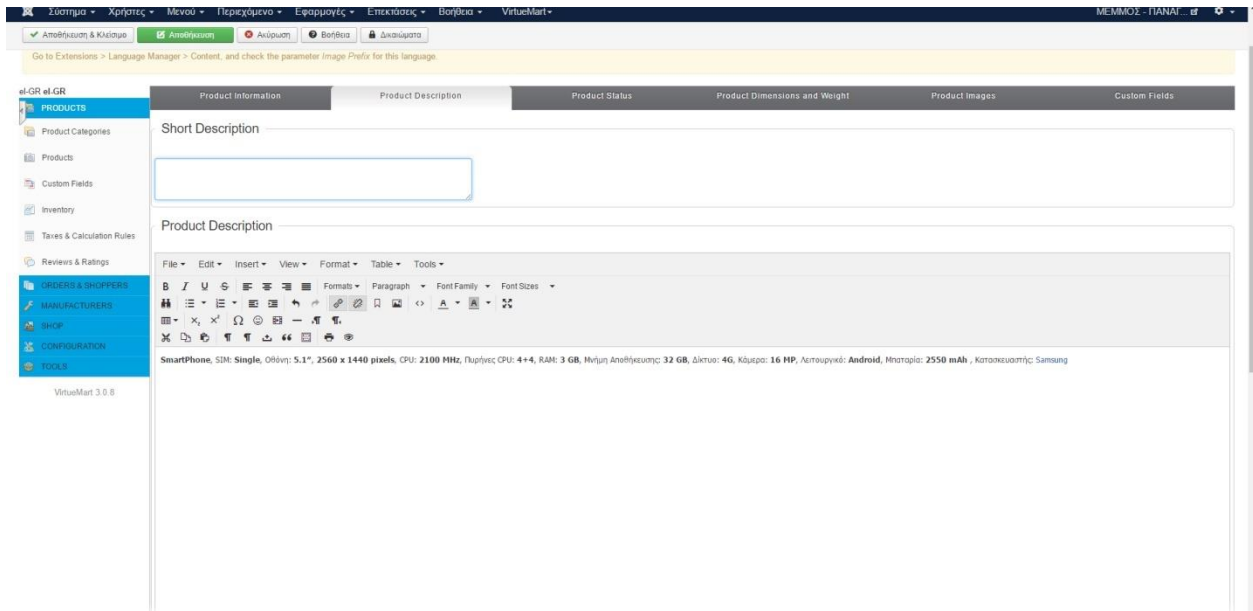 Σύστημα Χρήστες Μενού Περιεχόμενο Εφαρμογές Επεκτάσεις Βοήθεια VirtueMart ΜΕΜΜΟΣ - ΠΑΝΑΓ...
Αποθήκευση & Κλείσιμο Αποθήκευση Ακύρωση Βοήθεια Δικαιώματα
Go to Extensions > Language Manager > Content, and check the parameter Image Prefix for this language.
el-GR el-GR
Product Information Product Description Product Status Product Dimensions and Weight Product Images Custom Fields
PRODUCTS
Product Categories
Products
Custom Fields
Inventory
Taxes & Calculation Rules
Reviews & Ratings
ORDERS & SHOPPERS
MANUFACTURERS
SHOP
CONFIGURATION
TOOLS
VirtueMart 3.0.8
Short Description
Product Description
File Edit Insert View Format Table Tools
B I U S Formats Paragraph Font Family Font Sizes
SmartPhone, SIM: Single, Οθόνη: 5.1", 2560 x 1440 pixels, CPU: 2100 MHz, Πυρήνες CPU: 4+4, RAM: 3 GB, Μνήμη Αποθήκευσης: 32 GB, Δίκτυο: 4G, Κάμερα: 16 MP, Λειτουργικό: Android, Μπαταρία: 2550 mAh , Κατασκευαστής: Samsung